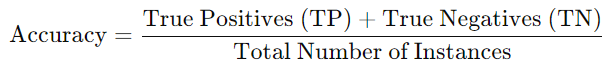 Accuracy = True Positives (TP) + True Negatives (TN)
Total Number of Instances